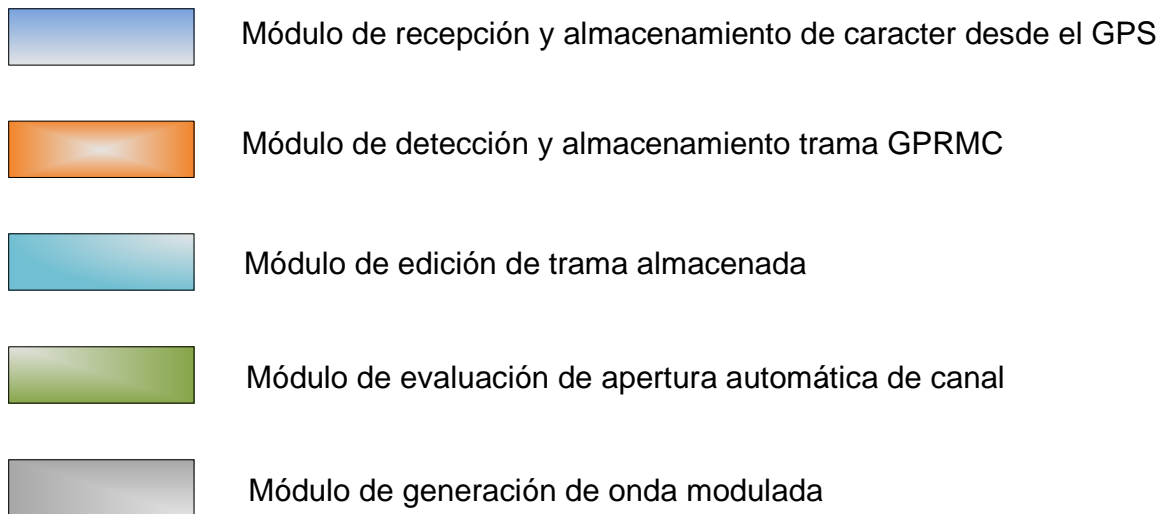 Módulo de recepción y almacenamiento de caracter desde el GPS
Módulo de detección y almacenamiento trama GPRMC
Módulo de edición de trama almacenada
Módulo de evaluación de apertura automática de canal
Módulo de generación de onda modulada